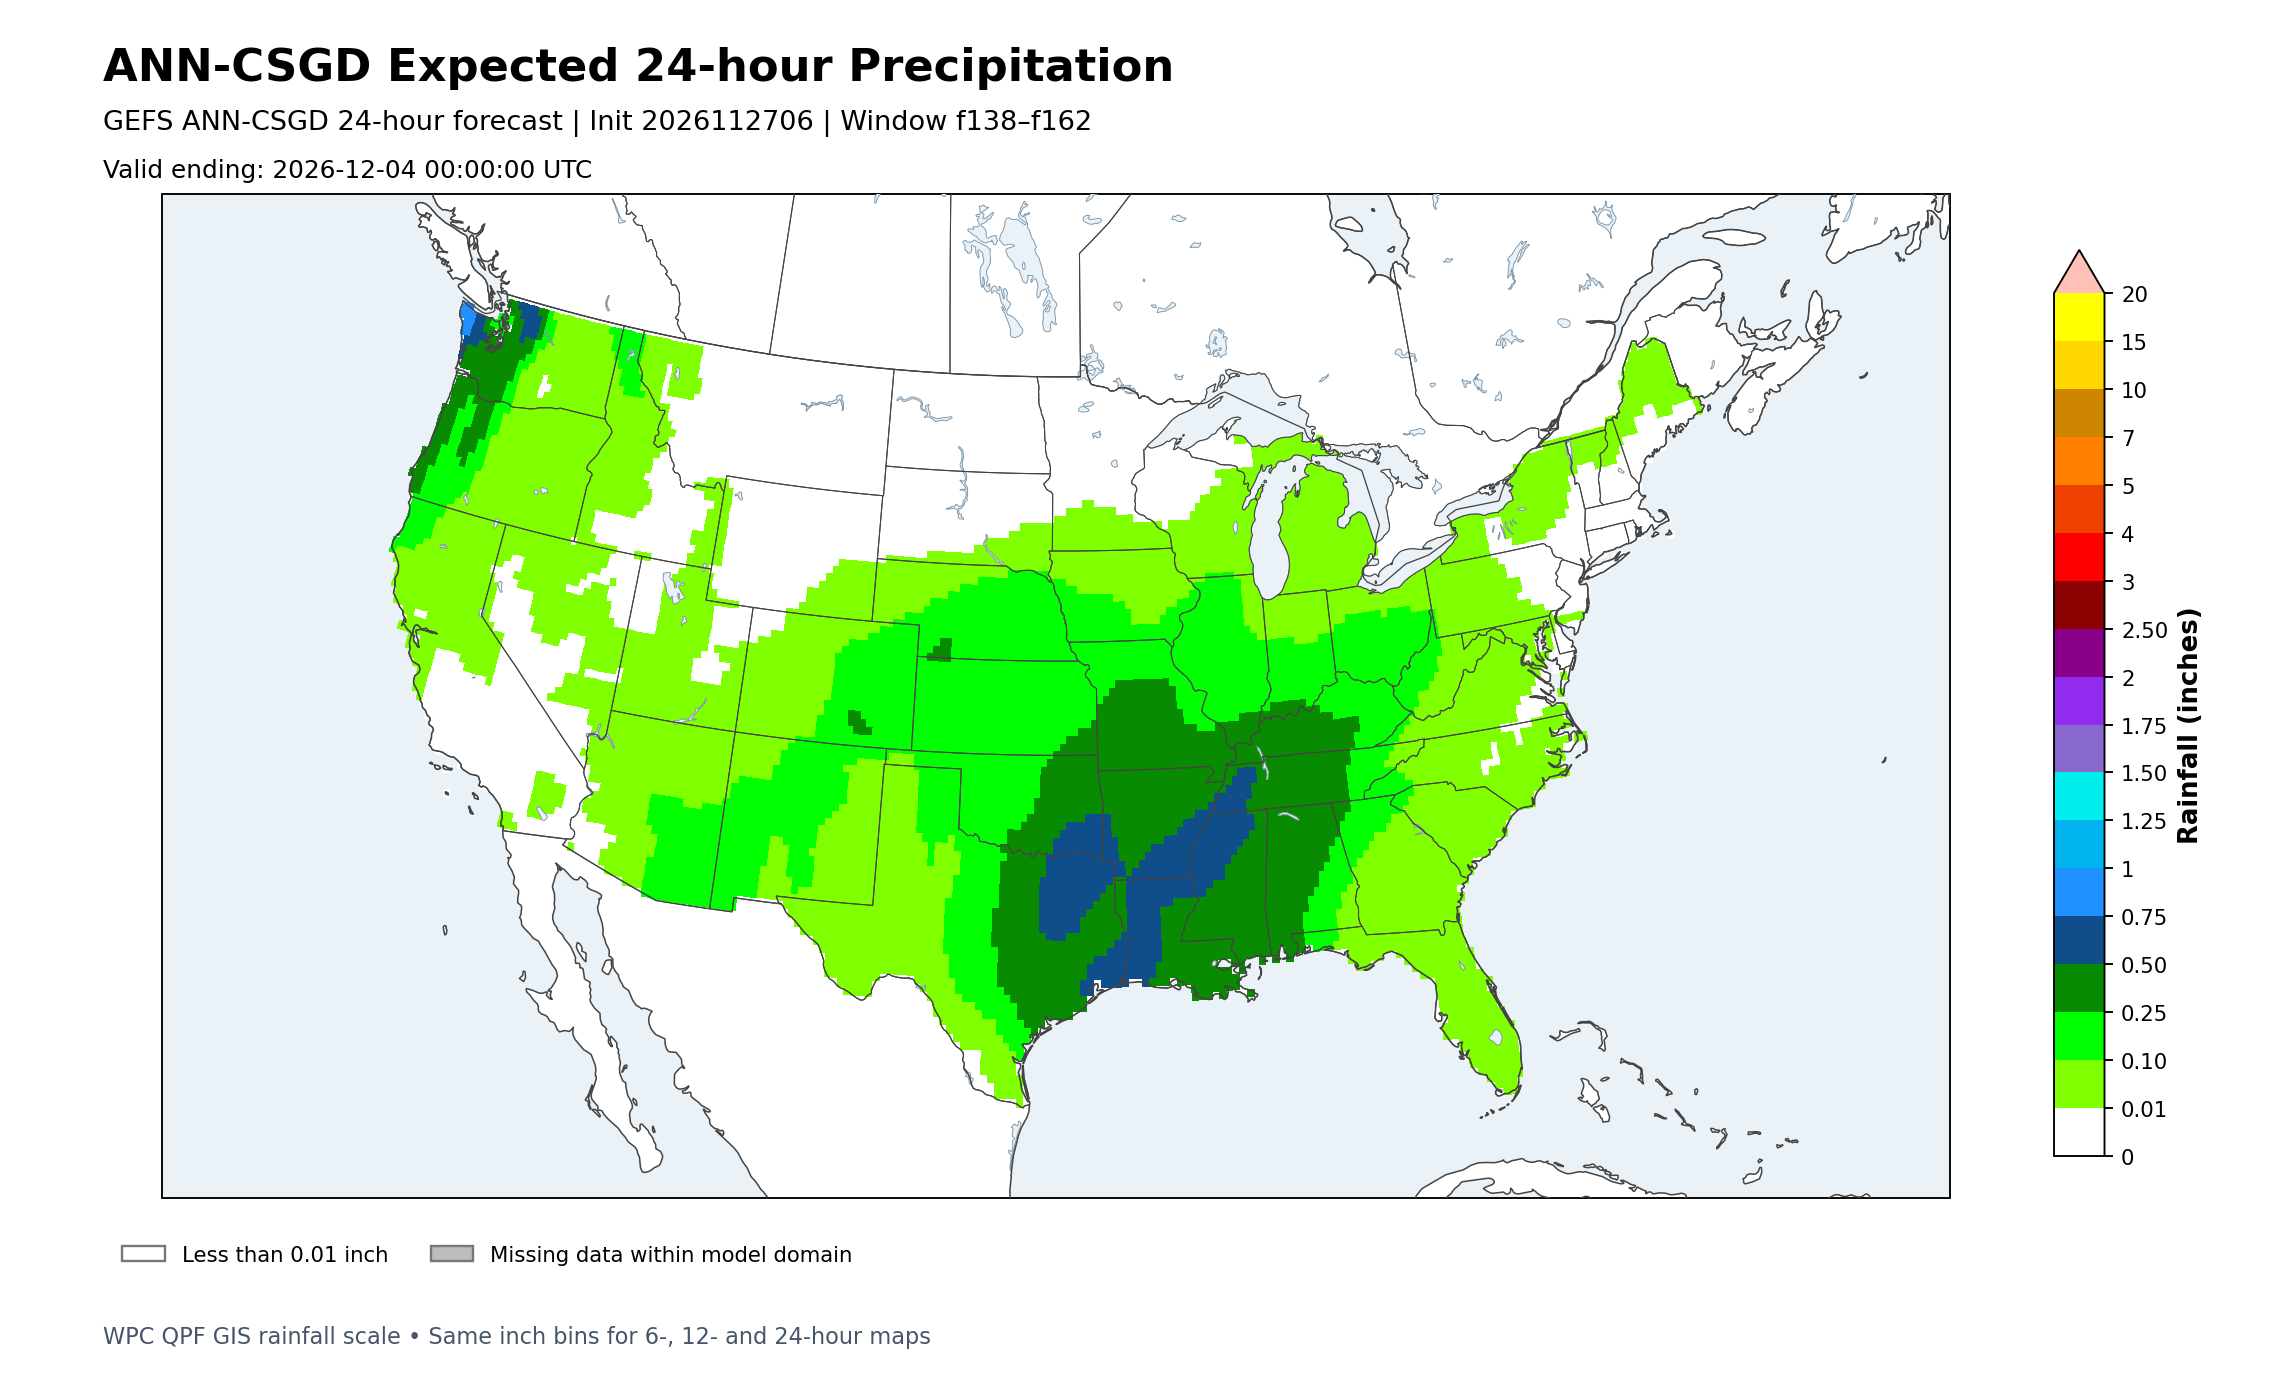 ANN-CSGD Expected 24-hour Precipitation
GEFS ANN-CSGD 24-hour forecast | Init 2026112706 | Window f138–f162
Valid ending: 2026-12-04 00:00:00 UTC
20
15
10
7
5
4
3
2.50
2
1.75
1.50
1.25
1
0.75
0.50
0.25
0.10
0.01
0
Rainfall (inches)
Less than 0.01 inch
Missing data within model domain
WPC QPF GIS rainfall scale • Same inch bins for 6-, 12- and 24-hour maps